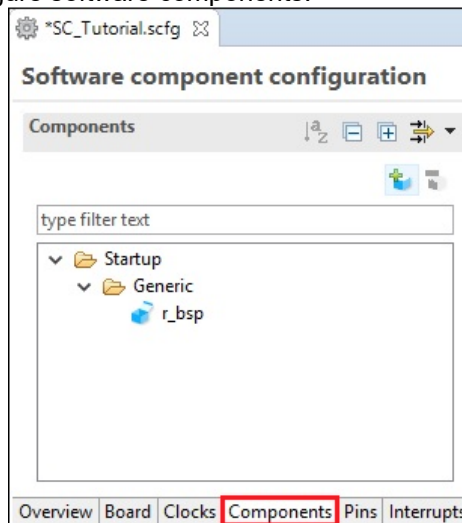 *SC_Tutorial.scfg
Software component configuration
Components
type filter text
Startup
Generic
r_bsp
Overview Board Clocks Components Pins Interrupts